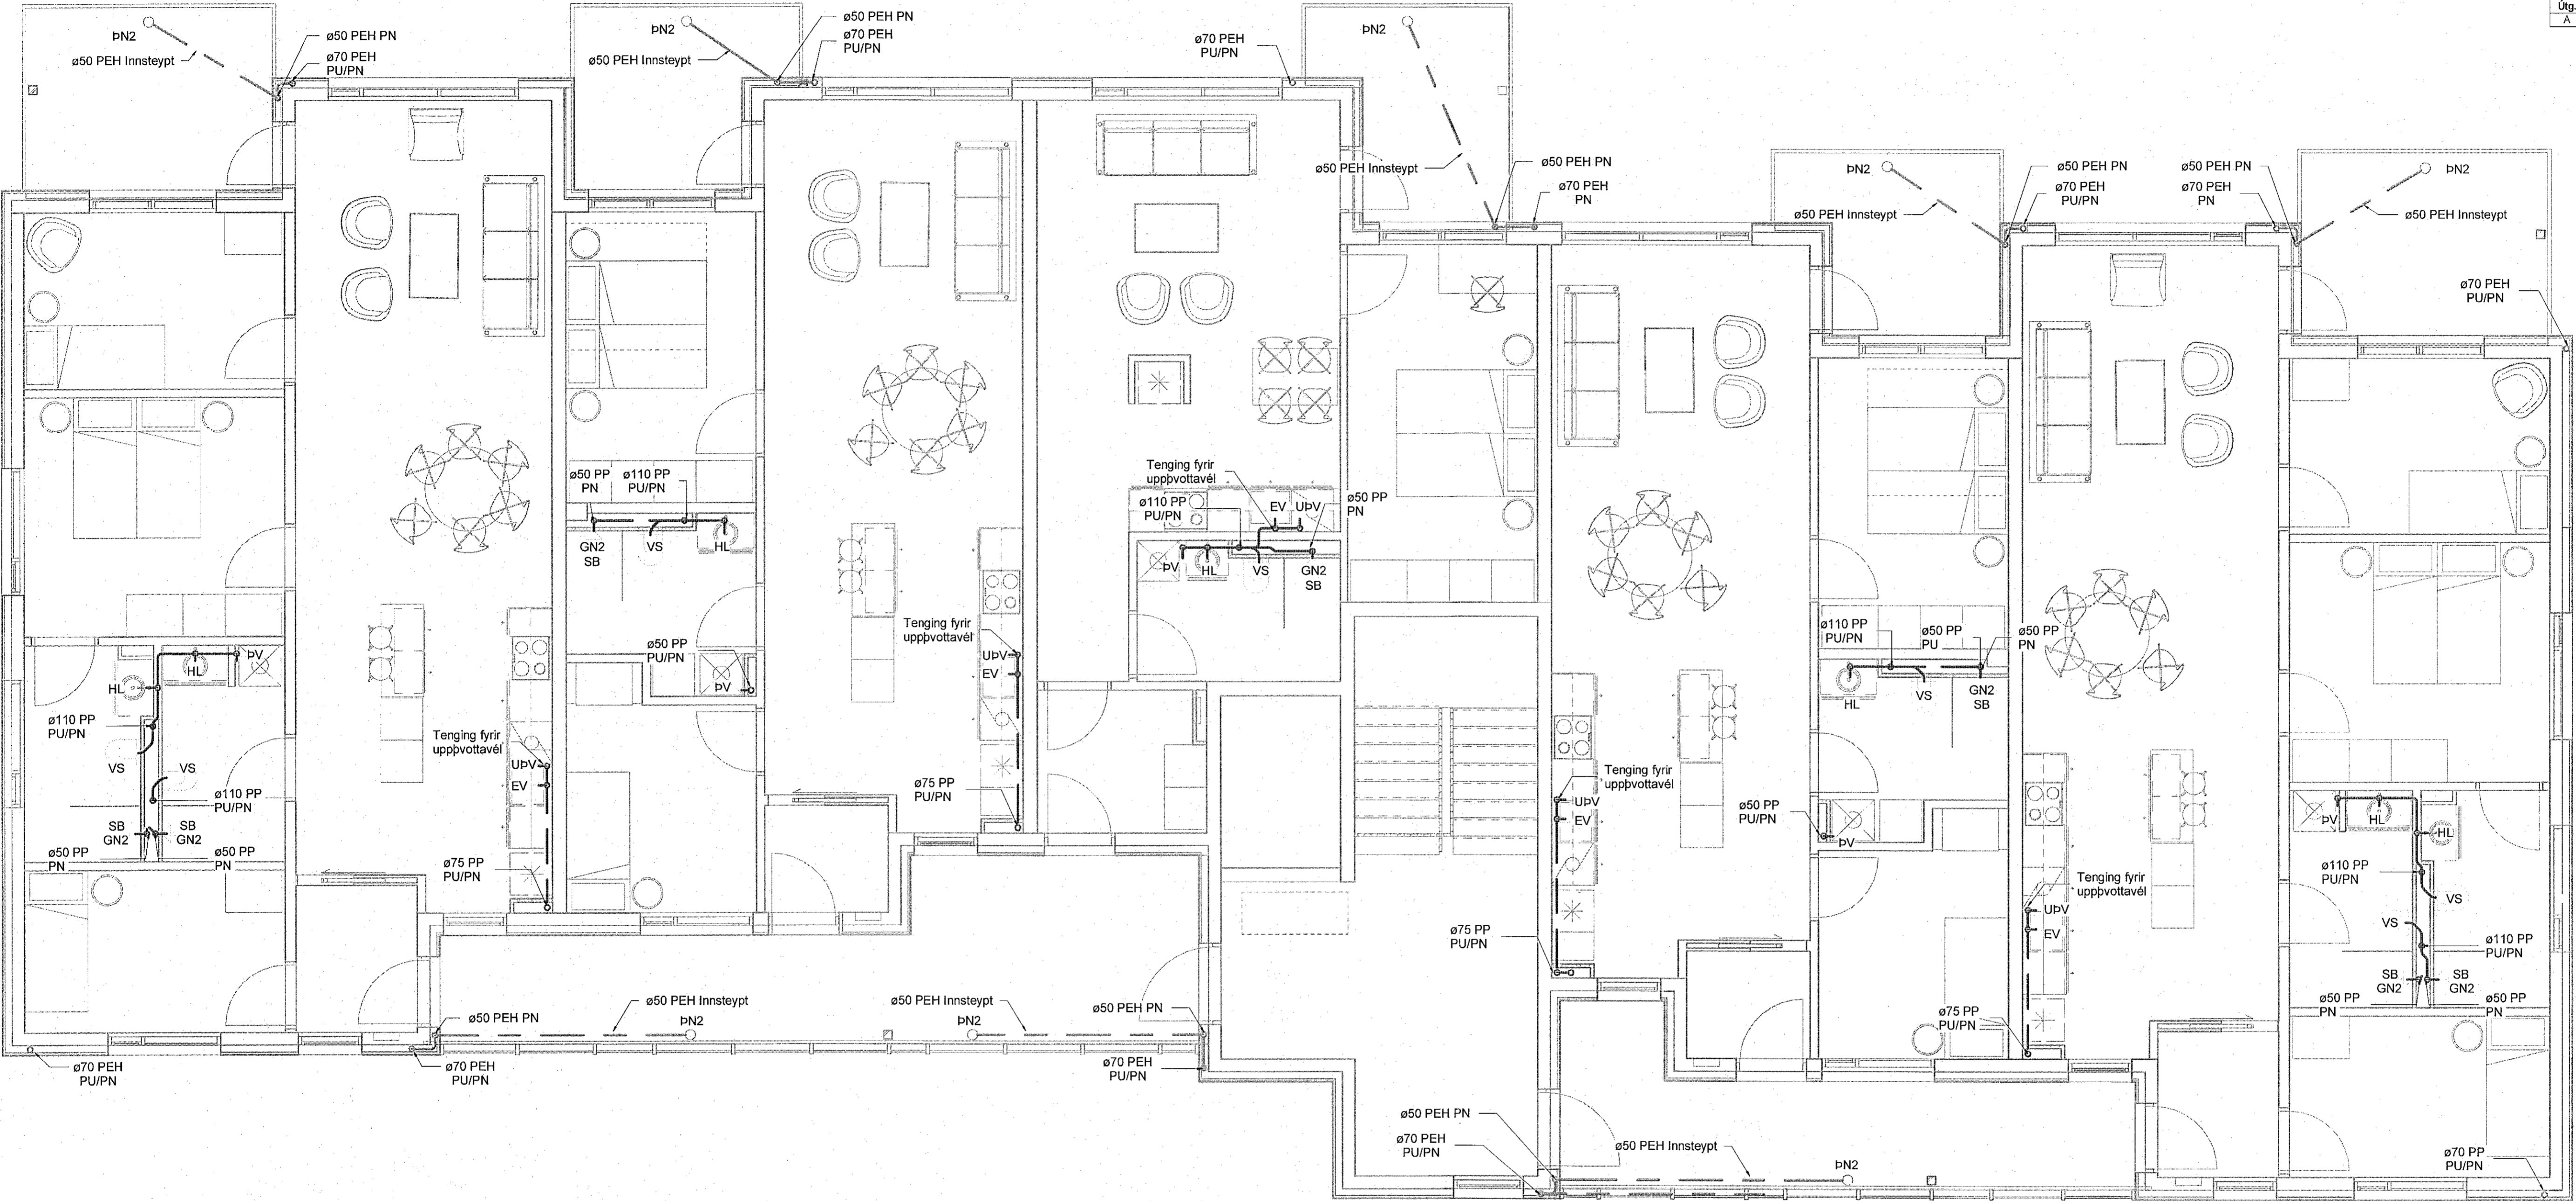 Útg.
A
ÞN2
ø50 PEH Innsteypt
ø50 PEH PN
ø70 PEH
PU/PN
ÞN2
ø50 PEH Innsteypt
ø50 PEH PN
ø70 PEH
PU/PN
ø70 PEH
PU/PN
ÞN2
ø50 PEH Innsteypt
ø50 PEH PN
ø70 PEH
PN
ÞN2
ø50 PEH Innsteypt
ø50 PEH PN
ø70 PEH
PU/PN
ø50 PEH PN
ø70 PEH
PN
ÞN2
ø50 PEH Innsteypt
ø70 PEH
PU/PN
ø50 PP
PN
ø110 PP
PU/PN
GN2
SB
VS
HL
Tenging fyrir
uppþvottavél
ø110 PP
PU/PN
EV
UÞV
ø50 PP
PN
ÞV
HL
VS
GN2
SB
HL
ÞV
HL
ø110 PP
PU/PN
VS
VS
ø110 PP
PU/PN
SB
GN2
SB
GN2
ø50 PP
PN
ø50 PP
PN
Tenging fyrir
uppþvottavél
UÞV
EV
ø75 PP
PU/PN
ø50 PP
PU/PN
ÞV
Tenging fyrir
uppþvottavél
UÞV
EV
ø75 PP
PU/PN
ø110 PP
PU/PN
ø50 PP
PU
ø50 PP
PN
HL
VS
GN2
SB
Tenging fyrir
uppþvottavél
UÞV
EV
ø50 PP
PU/PN
ÞV
ø75 PP
PU/PN
Tenging fyrir
uppþvottavél
UÞV
EV
ø75 PP
PU/PN
ÞV
HL
HL
ø110 PP
PU/PN
VS
VS
ø110 PP
PU/PN
SB
GN2
SB
GN2
ø50 PP
PN
ø50 PP
PN
ø70 PEH
PU/PN
ø50 PEH PN
ø70 PEH
PU/PN
ø50 PEH Innsteypt
ÞN2
ø50 PEH Innsteypt
ÞN2
ø50 PEH PN
ø70 PEH
PU/PN
ø50 PEH PN
ø70 PEH
PU/PN
ø50 PEH Innsteypt
ÞN2
ø70 PP
PU/PN